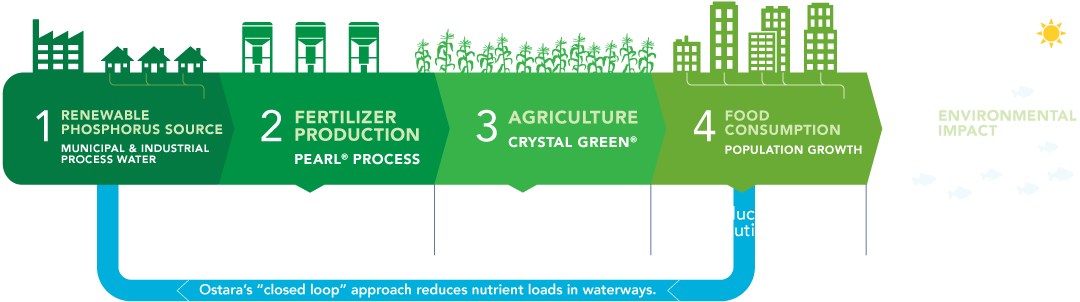 1
RENEWABLE
PHOSPHORUS SOURCE
MUNICIPAL & INDUSTRIAL
PROCESS WATER
2
FERTILIZER
PRODUCTION
PEARL® PROCESS
3
AGRICULTURE
CRYSTAL GREEN®
4
FOOD
CONSUMPTION
POPULATION GROWTH
ENVIRONMENTAL
IMPACT
Ostara's “closed loop” approach reduces nutrient loads in waterways.